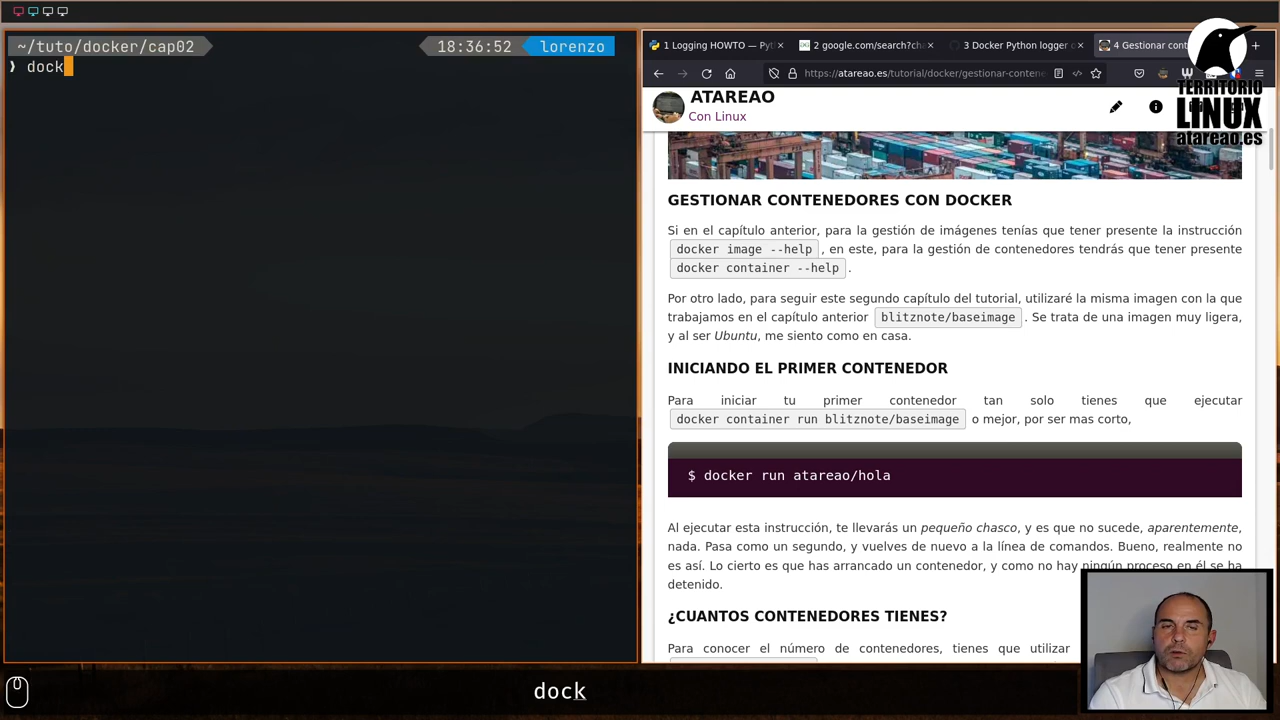 ~/tuto/docker/cap02
18:36:52
lorenzo
❯ dock
1 Logging HOWTO — Pyt
2 google.com/search?ch
3 Docker Python logger o
4 Gestionar cont
https://atareao.es/tutorial/docker/gestionar-contene
TERRITORIO
LINUX
atareao.es
ATAREAO
Con Linux
GESTIONAR CONTENEDORES CON DOCKER
Si en el capítulo anterior, para la gestión de imágenes tenías que tener presente la instrucción
docker image --help , en este, para la gestión de contenedores tendrás que tener presente
docker container --help .
Por otro lado, para seguir este segundo capítulo del tutorial, utilizaré la misma imagen con la que
trabajamos en el capítulo anterior blitznote/baseimage . Se trata de una imagen muy ligera,
y al ser Ubuntu, me siento como en casa.
INICIANDO EL PRIMER CONTENEDOR
Para iniciar tu primer contenedor tan solo tienes que ejecutar
docker container run blitznote/baseimage o mejor, por ser mas corto,
$ docker run atareao/hola
Al ejecutar esta instrucción, te llevarás un pequeño chasco, y es que no sucede, aparentemente,
nada. Pasa como un segundo, y vuelves de nuevo a la línea de comandos. Bueno, realmente no
es así. Lo cierto es que has arrancado un contenedor, y como no hay ningún proceso en él se ha
detenido.
¿CUANTOS CONTENEDORES TIENES?
Para conocer el número de contenedores, tienes que utilizar
dock